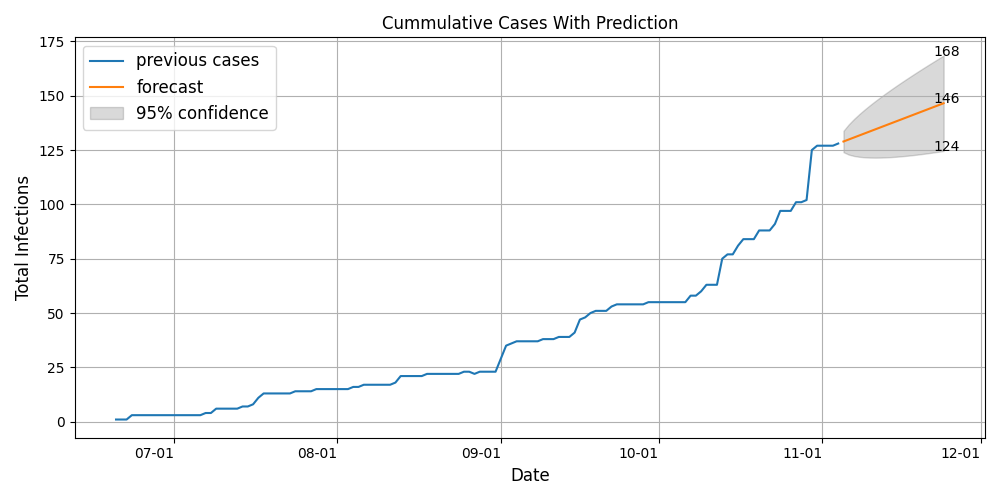 Cummulative Cases With Prediction
175
150
125
100
75
50
25
0
Total Infections
previous cases
forecast
95% confidence
168
146
124
07-01
08-01
09-01
10-01
11-01
12-01
Date